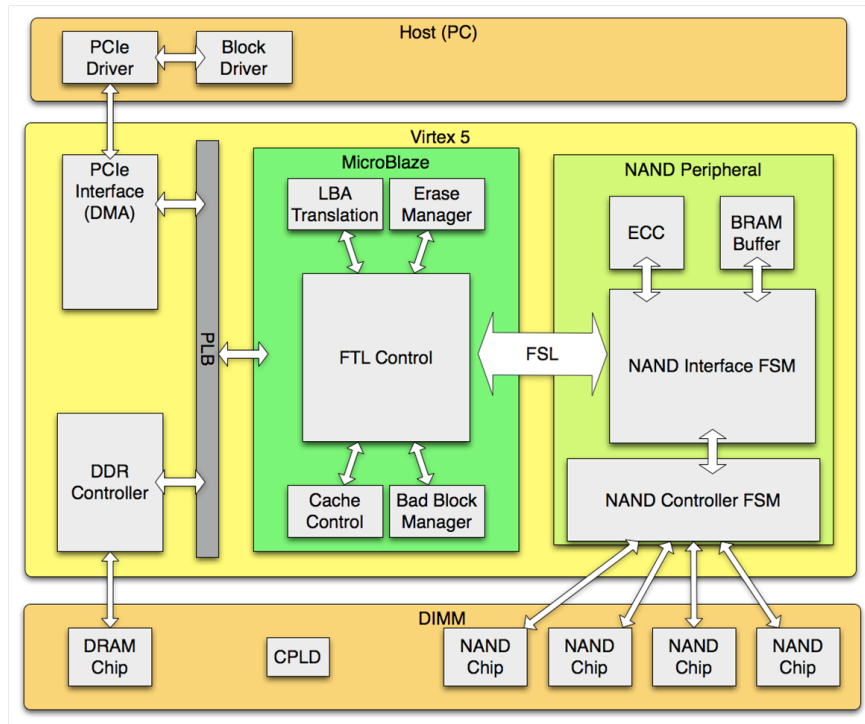 Host (PC)
PCIe
Driver
Block
Driver
Virtex 5
PCIe
Interface
(DMA)
PLB
DDR
Controller
MicroBlaze
LBA
Translation
Erase
Manager
FTL Control
Cache
Control
Bad Block
Manager
FSL
NAND Peripheral
ECC
BRAM
Buffer
NAND Interface FSM
NAND Controller FSM
DIMM
DRAM
Chip
CPLD
NAND
Chip
NAND
Chip
NAND
Chip
NAND
Chip